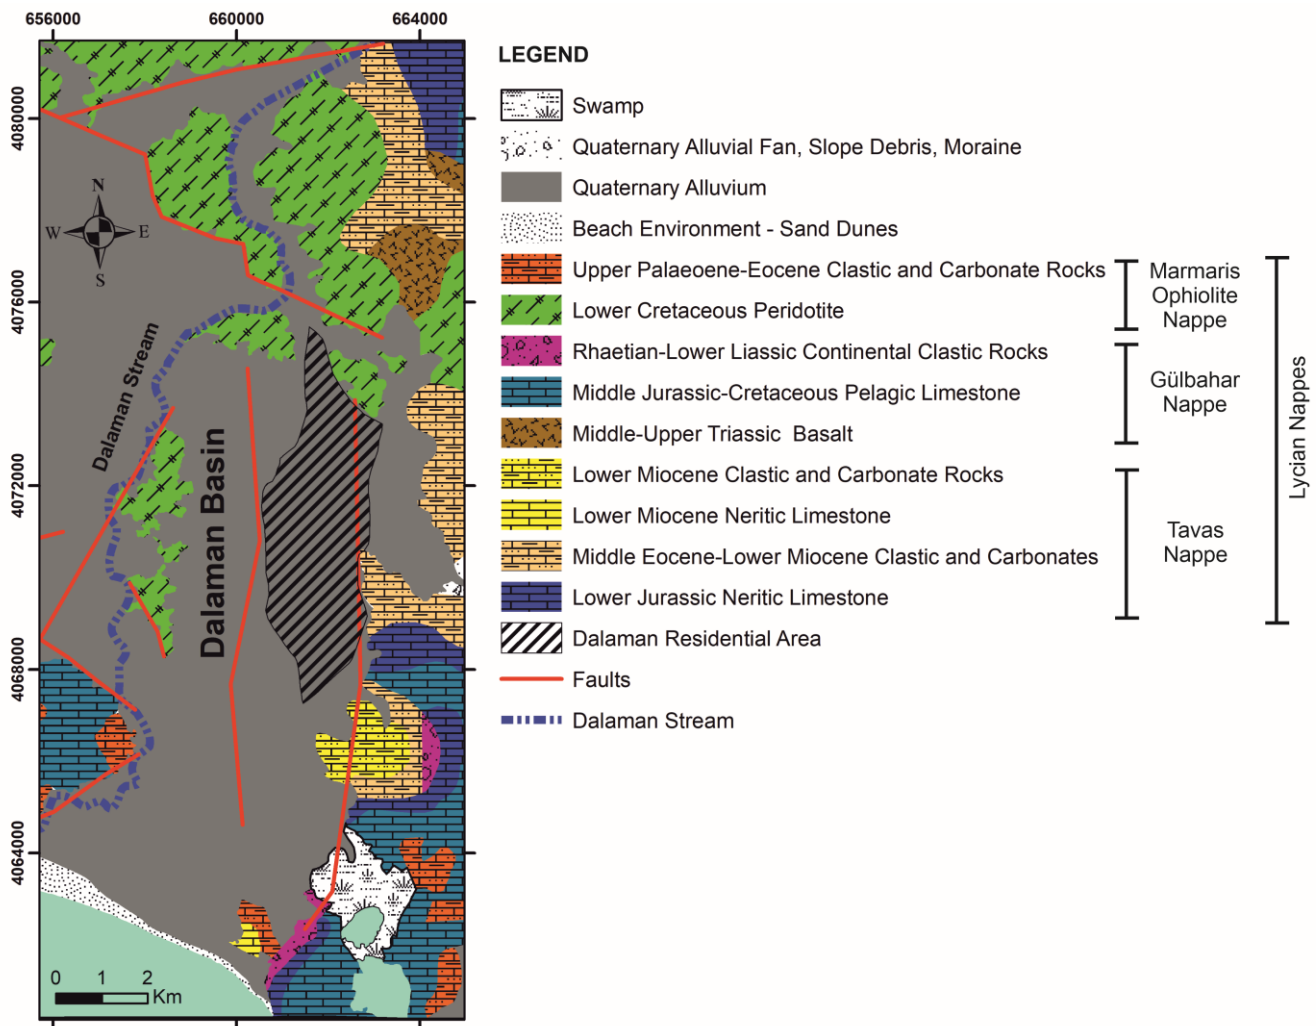 656000
660000
664000
4080000
4076000
4072000
4068000
4064000
N
W
E
S
Dalaman Stream
Dalaman Basin
0 1 2
Km
LEGEND
Swamp
Quaternary Alluvial Fan, Slope Debris, Moraine
Quaternary Alluvium
Beach Environment - Sand Dunes
Upper Palaeoene-Eocene Clastic and Carbonate Rocks
Lower Cretaceous Peridotite
Rhaetian-Lower Liassic Continental Clastic Rocks
Middle Jurassic-Cretaceous Pelagic Limestone
Middle-Upper Triassic Basalt
Lower Miocene Clastic and Carbonate Rocks
Lower Miocene Neritic Limestone
Middle Eocene-Lower Miocene Clastic and Carbonates
Lower Jurassic Neritic Limestone
Dalaman Residential Area
Faults
Dalaman Stream
Marmaris
Ophiolite
Nappe
Gülbahar
Nappe
Tavas
Nappe
Lycian Nappes